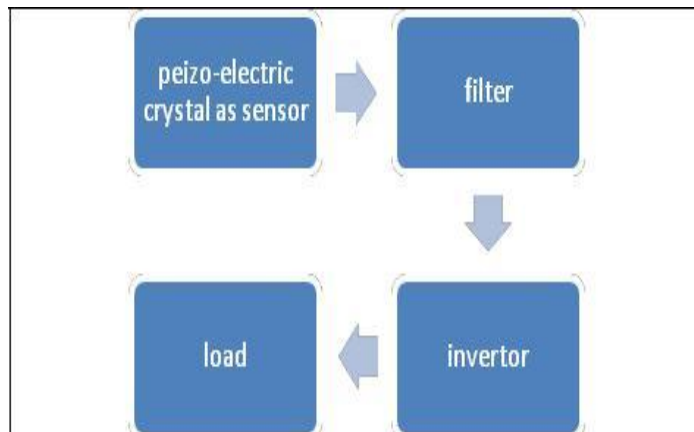 peizo-electric
crystal as sensor
filter
invertor
load